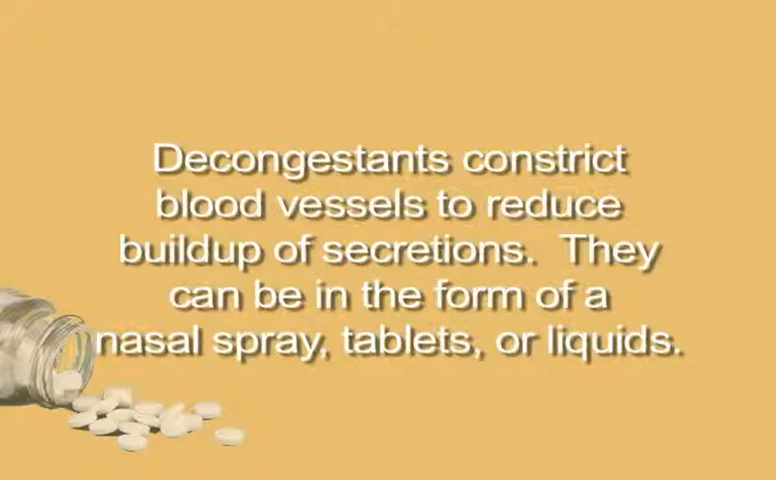 Decongestants constrict
blood vessels to reduce
buildup of secretions. They
can be in the form of a
nasal spray, tablets, or liquids.